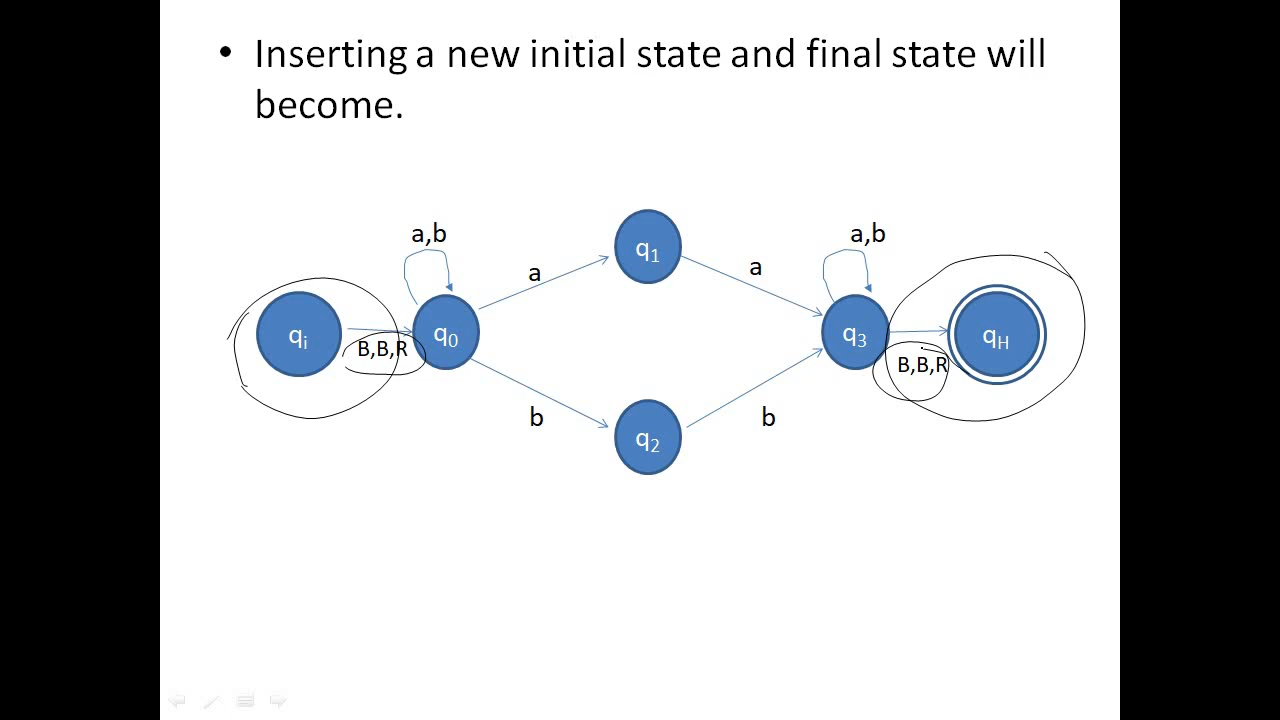 • Inserting a new initial state and final state will
become.
a,b
a,b
q1
a
a
qi
q0
q3
qH
B,B,R
B,B,R
b
b
q2